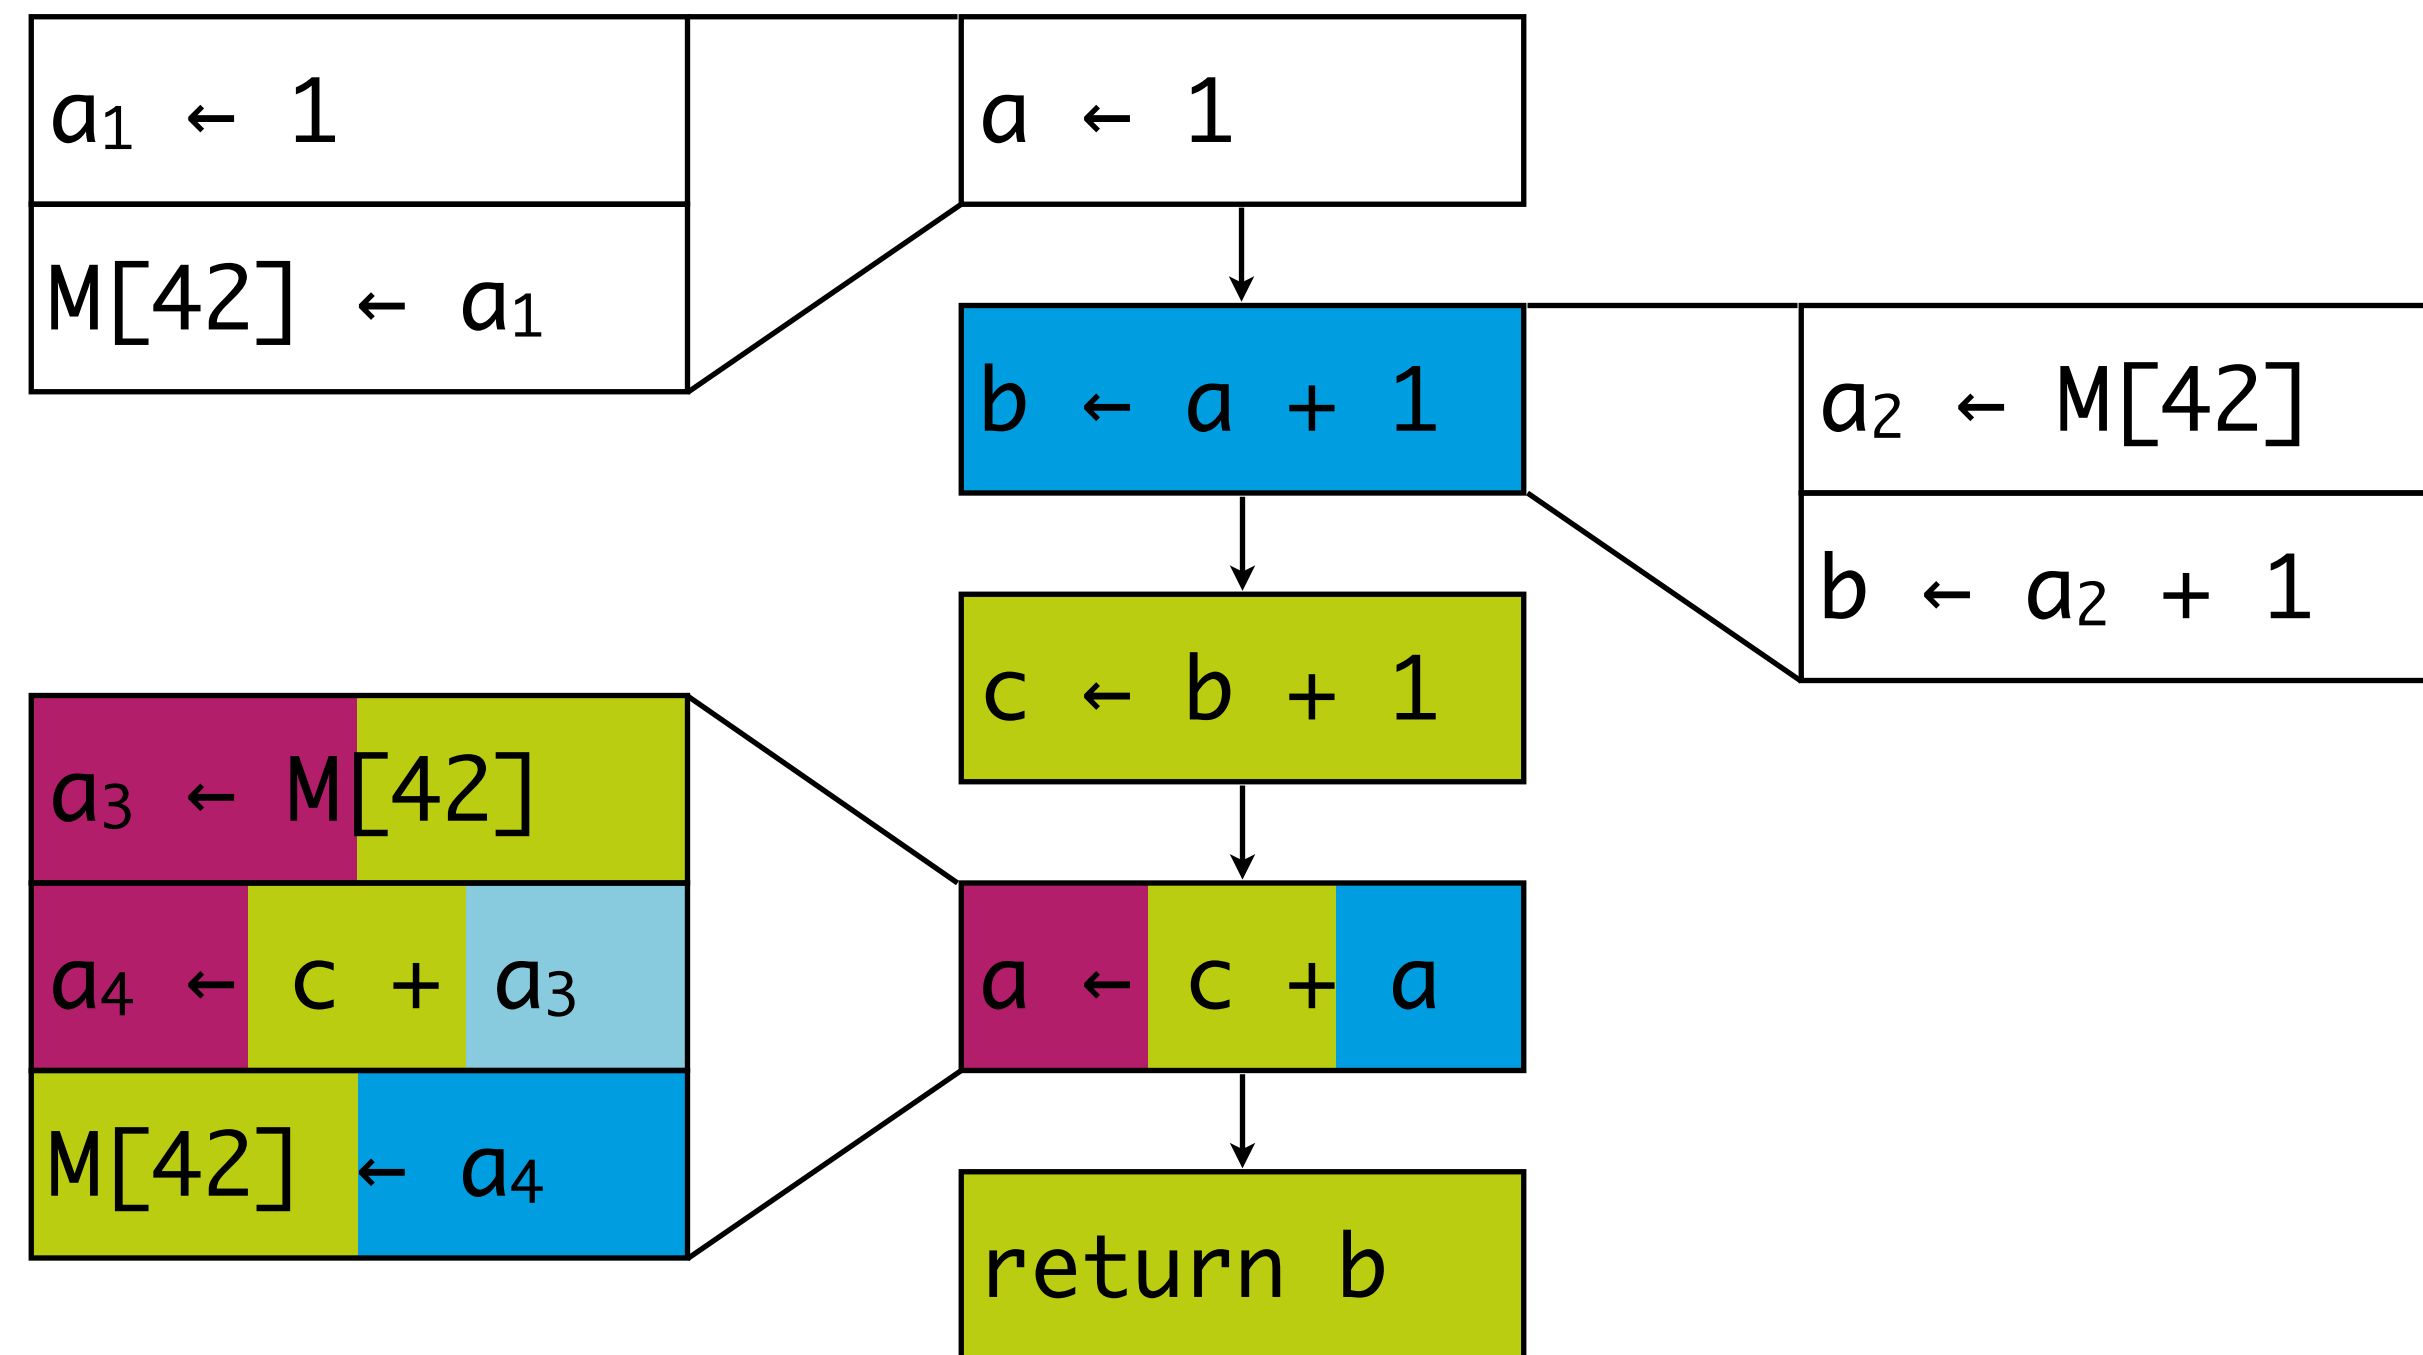 a₁ ← 1
M[42] ← a₁
a ← 1
b ← a + 1
a₂ ← M[42]
b ← a₂ + 1
c ← b + 1
a₃ ← M[42]
a₄ ← c + a₃
M[42] ← a₄
a ← c + a
return b